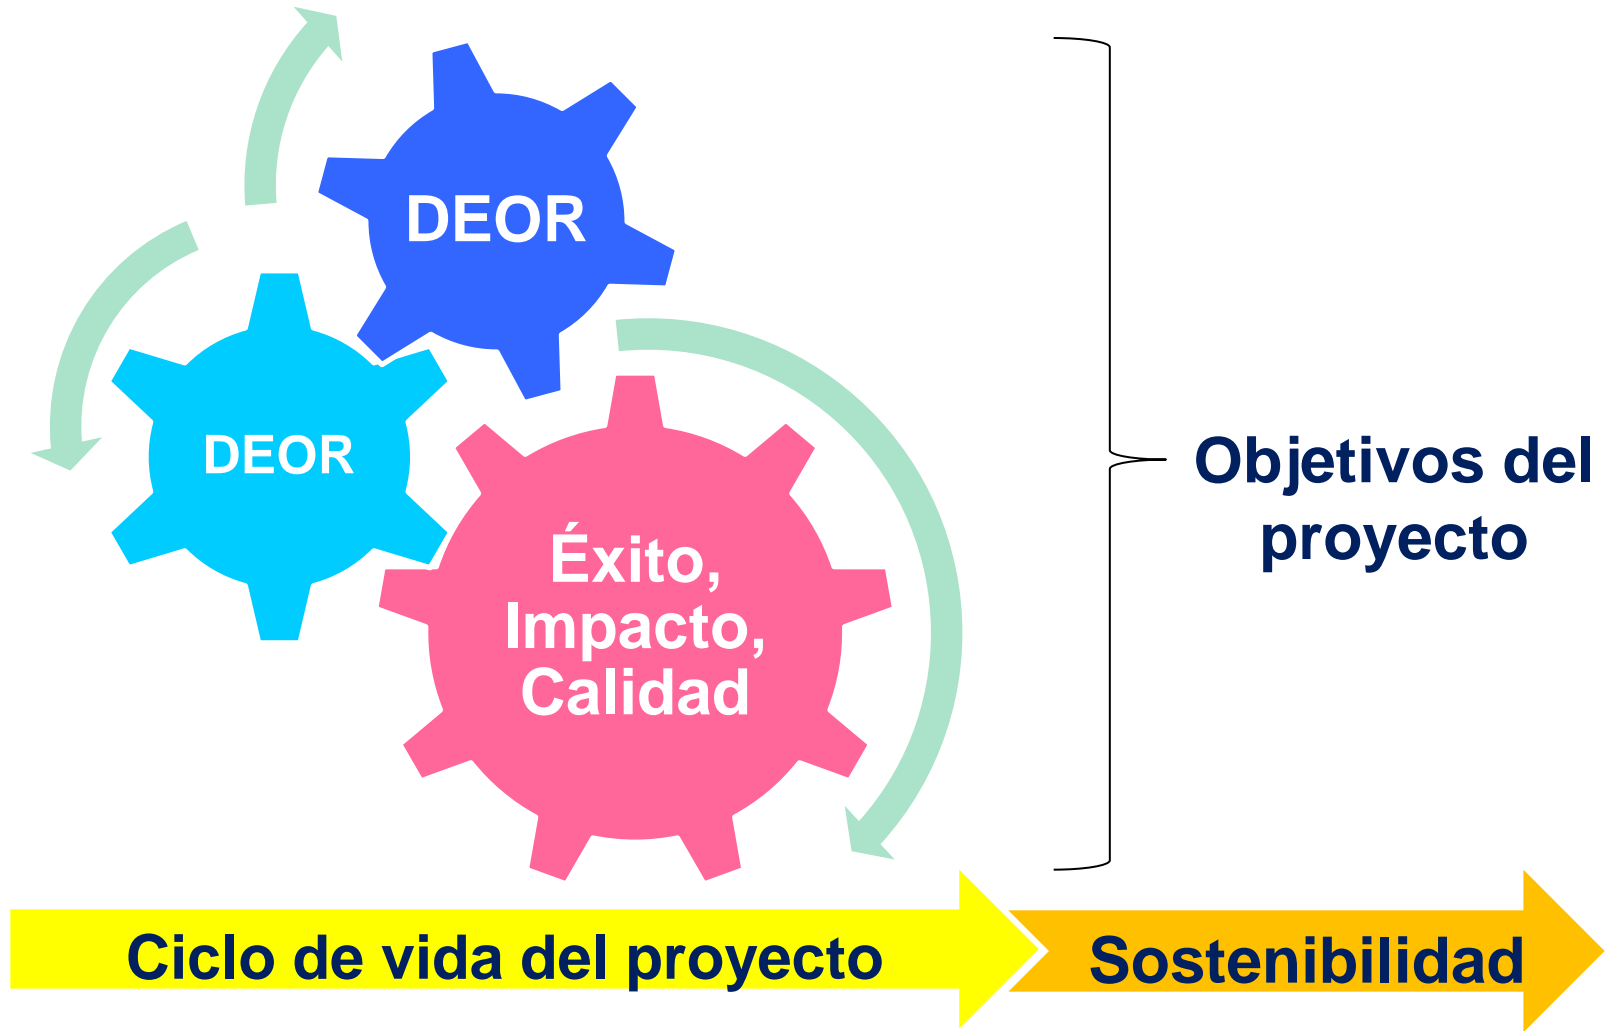 DEOR
DEOR
Éxito,
Impacto,
Calidad
Objetivos del
proyecto
Ciclo de vida del proyecto
Sostenibilidad